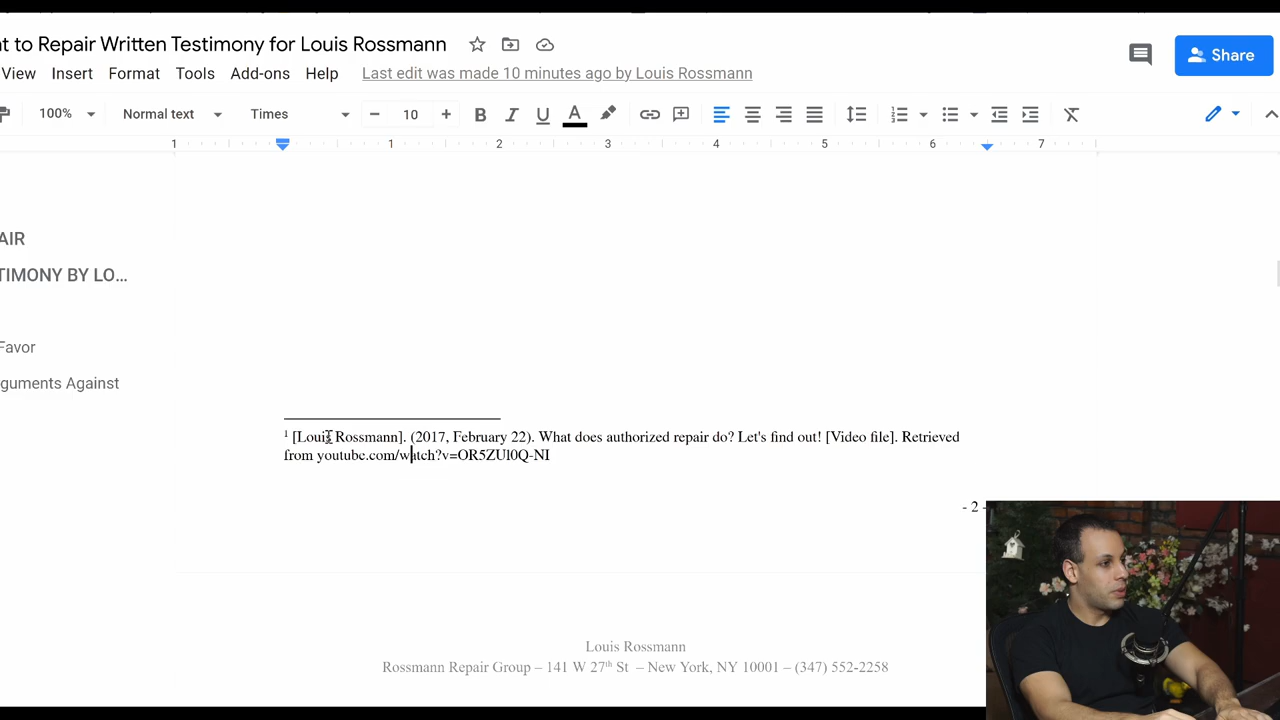 t to Repair Written Testimony for Louis Rossmann
View Insert Format Tools Add-ons Help Last edit was made 10 minutes ago by Louis Rossmann
Share
100% Normal text Times 10 B I U A
1 1 2 3 4 5 6 7
AIR
TIMONY BY LO...
Favor
guments Against
1 [Louis Rossmann]. (2017, February 22). What does authorized repair do? Let's find out! [Video file]. Retrieved
from youtube.com/watch?v=OR5ZUl0Q-NI
- 2 -
Louis Rossmann
Rossmann Repair Group – 141 W 27th St – New York, NY 10001 – (347) 552-2258